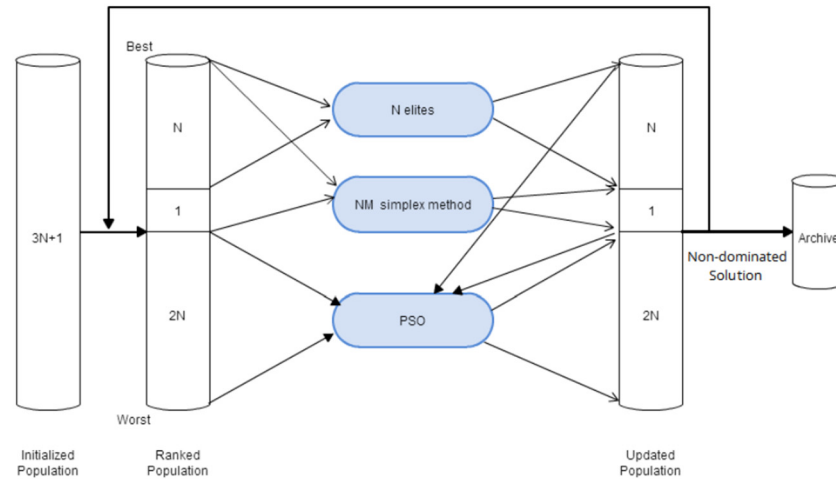 Best
N
1
2N
Worst
3N+1
N elites
NM simplex method
PSO
N
1
2N
Non-dominated
Solution
Archive
Initialized
Population
Ranked
Population
Updated
Population